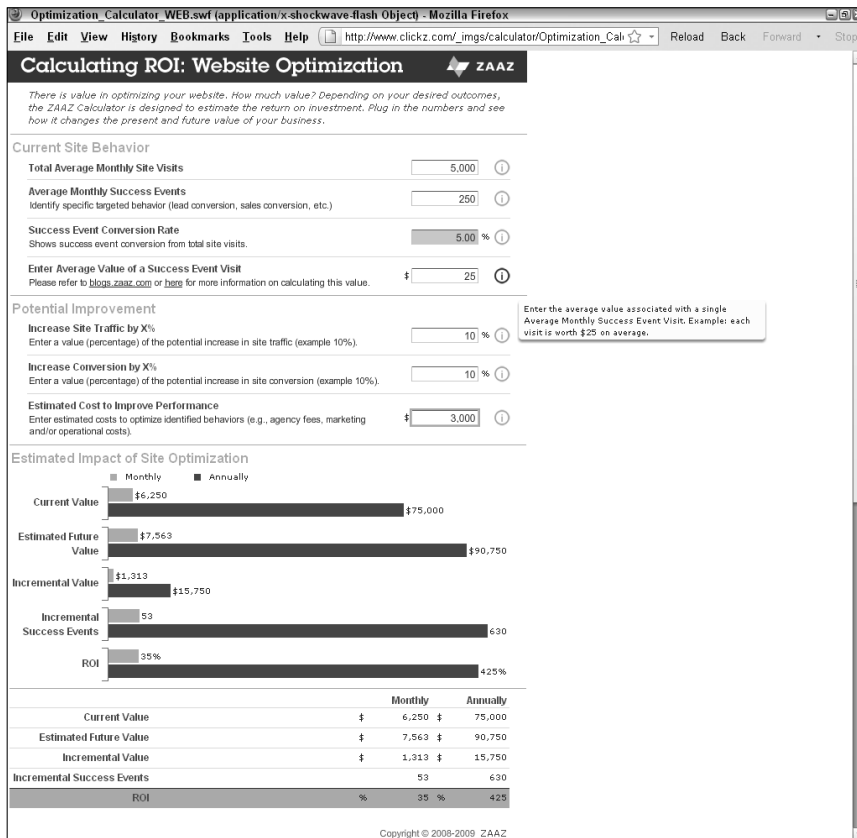 Optimization_Calculator_WEB.swf (application/x-shockwave-flash Object) - Mozilla Firefox
File Edit View History Bookmarks Tools Help http://www.clickz.com/_imgs/calculator/Optimization_Calc Reload Back Forward Stop
Calculating ROI: Website Optimization ZAAZ
There is value in optimizing your website. How much value? Depending on your desired outcomes,
the ZAAZ Calculator is designed to estimate the return on investment. Plug in the numbers and see
how it changes the present and future value of your business.
Current Site Behavior
Total Average Monthly Site Visits 5,000 i
Average Monthly Success Events
Identify specific targeted behavior (lead conversion, sales conversion, etc.) 250 i
Success Event Conversion Rate
Shows success event conversion from total site visits. 5.00 % i
Enter Average Value of a Success Event Visit
Please refer to blogs.zaaz.com or here for more information on calculating this value. $ 25 i
Enter the average value associated with a single
Average Monthly Success Event Visit. Example: each
visit is worth $25 on average.
Potential Improvement
Increase Site Traffic by X%
Enter a value (percentage) of the potential increase in site traffic (example 10%). 10 % i
Increase Conversion by X%
Enter a value (percentage) of the potential increase in site conversion (example 10%). 10 % i
Estimated Cost to Improve Performance
Enter estimated costs to optimize identified behaviors (e.g., agency fees, marketing
and/or operational costs). $ 3,000 i
Estimated Impact of Site Optimization
Monthly Annually
Current Value $6,250
$75,000
Estimated Future
Value $7,563
$90,750
Incremental Value $1,313
$15,750
Incremental
Success Events 53
630
ROI 35%
425%
Monthly Annually
Current Value $ 6,250 $ 75,000
Estimated Future Value $ 7,563 $ 90,750
Incremental Value $ 1,313 $ 15,750
Incremental Success Events 53 630
ROI % 35 % 425
Copyright © 2008-2009 ZAAZ